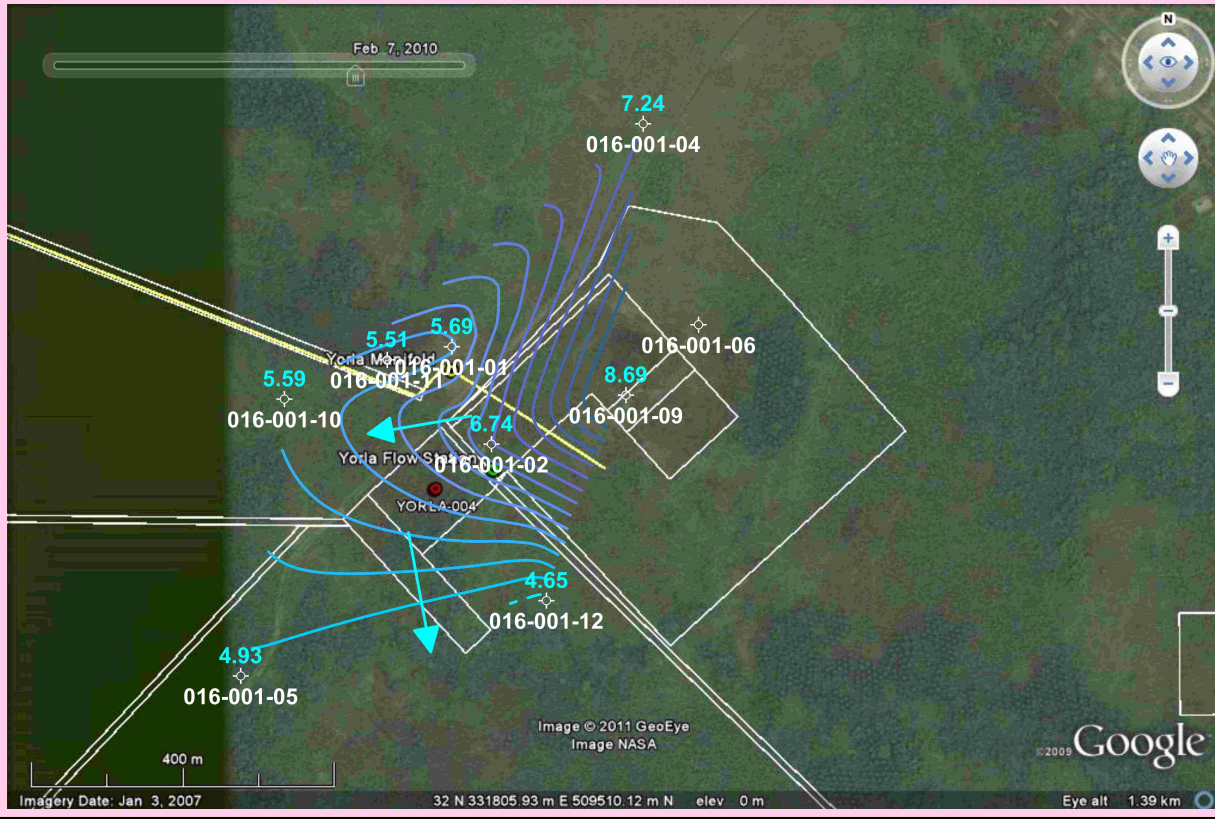 N
Feb 7, 2010
7.24
016-001-04
5.69
5.51
Yorla Manifold
016-001-01
016-001-11
016-001-06
5.59
8.69
016-001-10
016-001-09
6.74
Yorla Flow Station
016-001-02
YORLA-004
4.65
016-001-12
4.93
016-001-05
Image © 2011 GeoEye
Image NASA
©2009 Google
400 m
Imagery Date: Jan 3, 2007
32 N 331805.93 m E 509510.12 m N elev 0 m
Eye alt 1.39 km